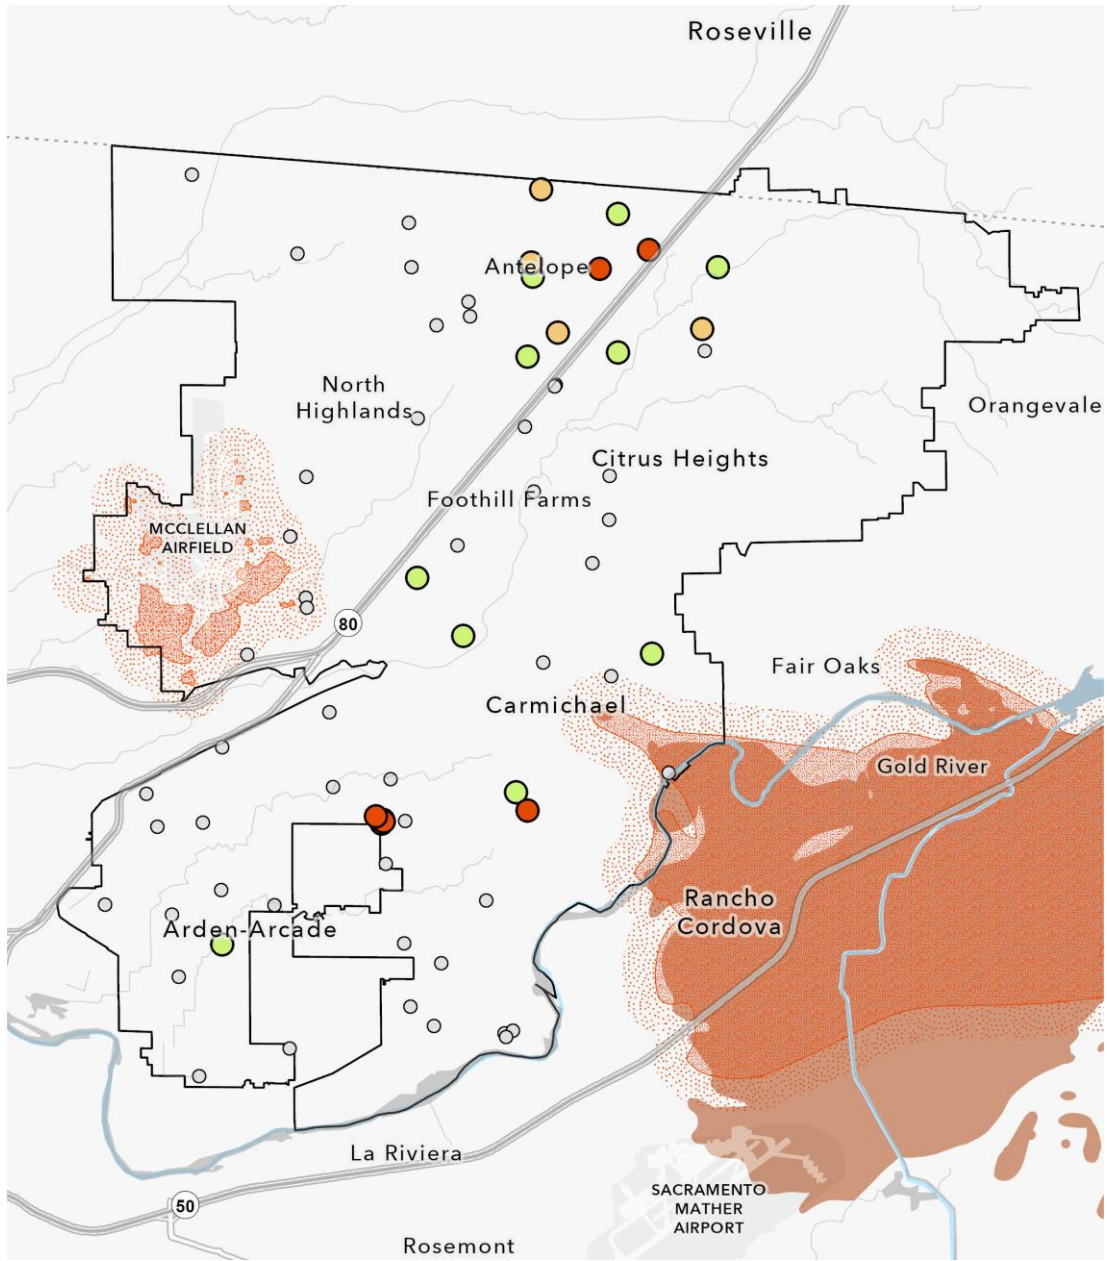 Roseville
Antelope
North
Highlands
Orangevale
Citrus Heights
Foothill Farms
MCCLELLAN
AIRFIELD
80
Fair Oaks
Carmichael
Gold River
Rancho
Cordova
Arden-Arcade
La Riviera
SACRAMENTO
MATHER
AIRPORT
50
Rosemont